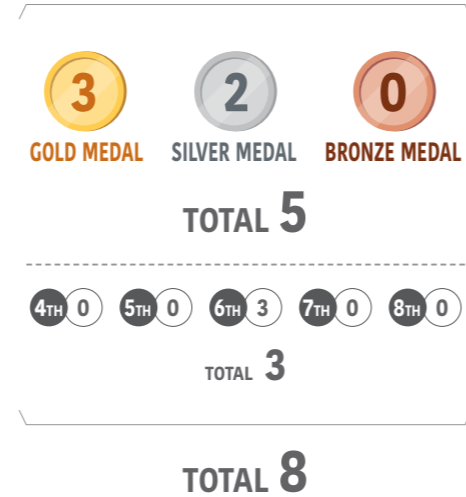 3 2 0
GOLD MEDAL SILVER MEDAL BRONZE MEDAL
TOTAL 5
4TH 0 5TH 0 6TH 3 7TH 0 8TH 0
TOTAL 3
TOTAL 8